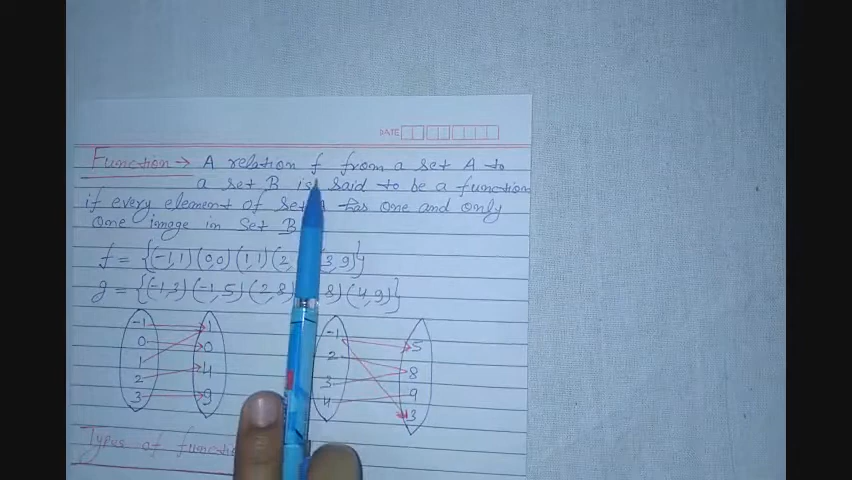 DATE
Function → A relation f from a set A to
a set B is said to be a function
if every element of set has one and only
one image in Set B
f = {(-1,1)(0,0)(1,1)(2, (3,9)}
g = {(-1,3)(-1,5)(2,8) 8)(4,9)}
-1 1 -1 5
0 0 2 8
1 4 3 9
2 9 4 3
3
Types of function